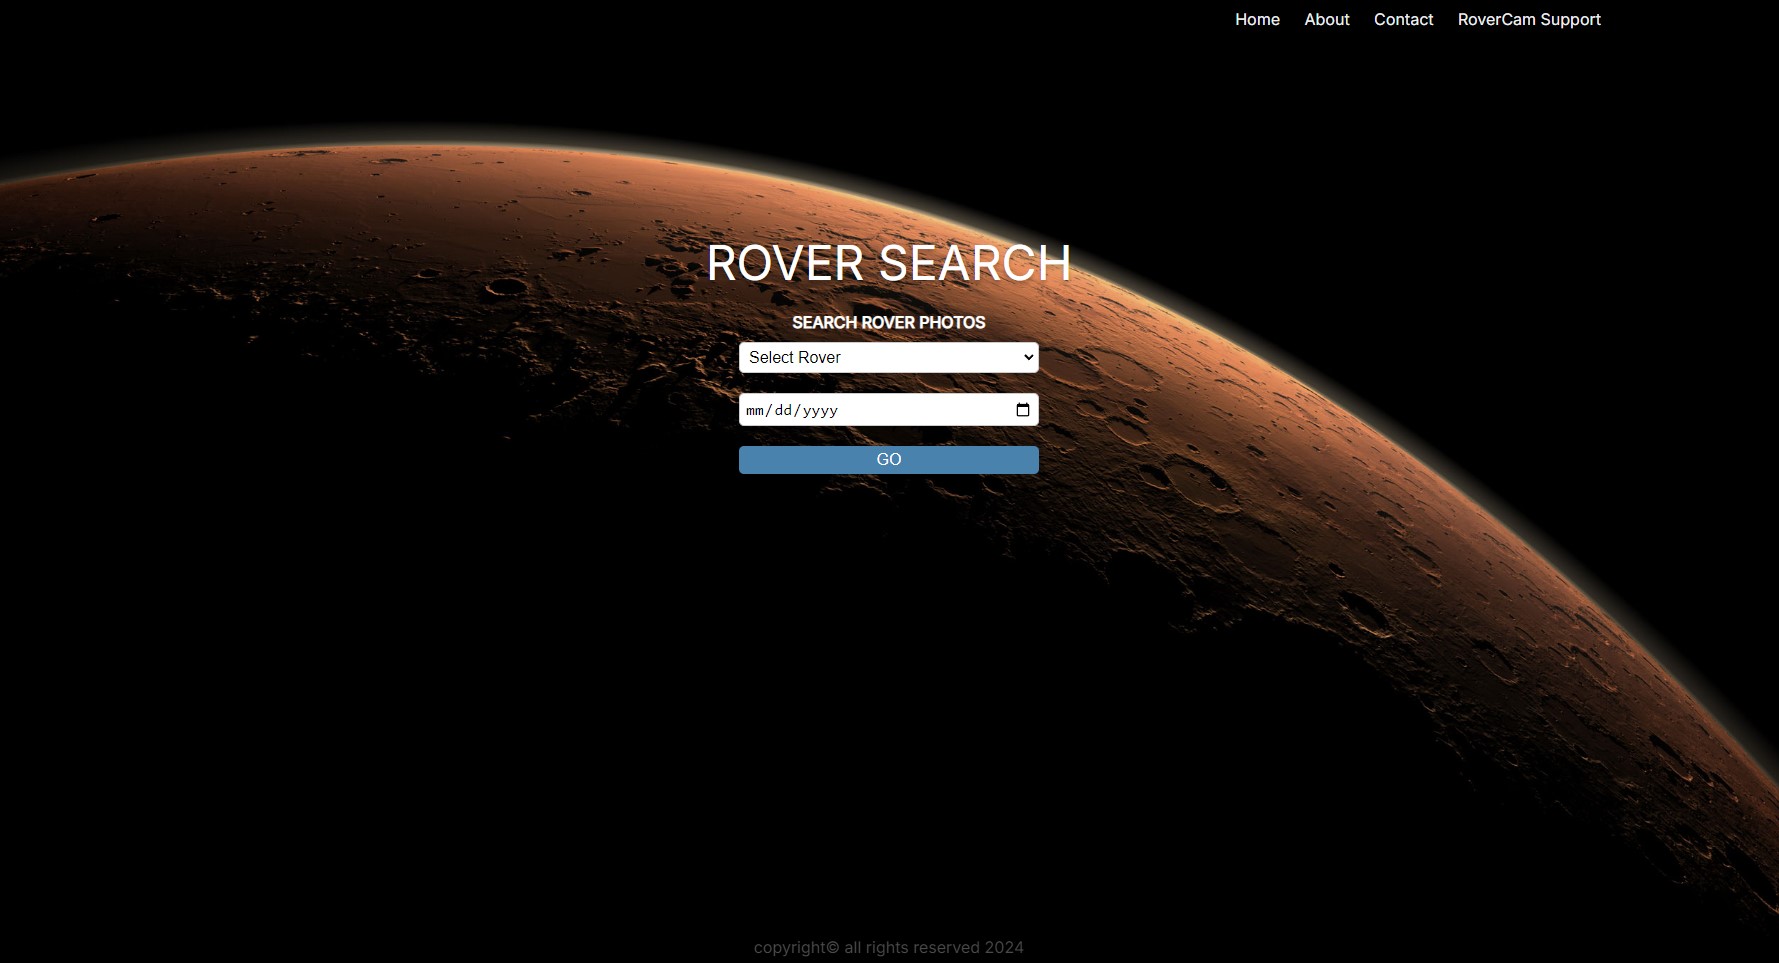 Home About Contact RoverCam Support
ROVER SEARCH
SEARCH ROVER PHOTOS
Select Rover
mm/dd/yyyy
GO
copyright© all rights reserved 2024